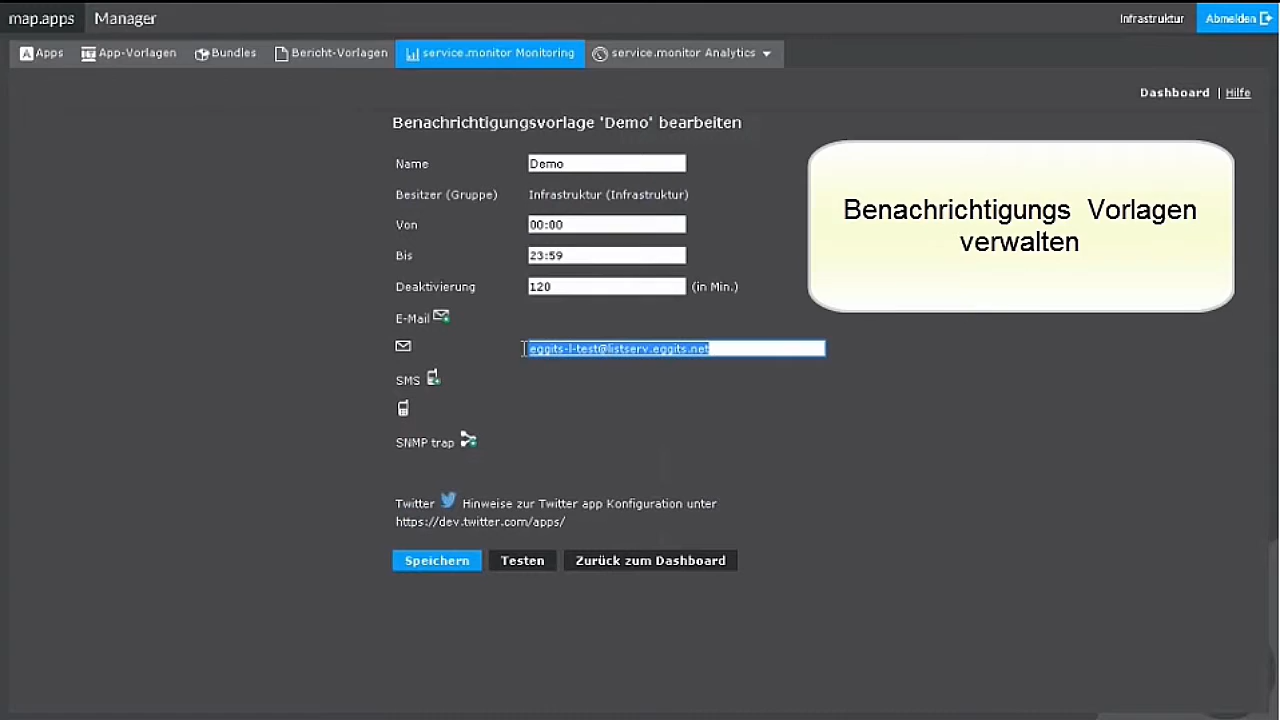 map.apps Manager Infrastruktur Abmelden
Apps App-Vorlagen Bundles Bericht-Vorlagen service.monitor Monitoring service.monitor Analytics
Dashboard | Hilfe
Benachrichtigungsvorlage 'Demo' bearbeiten
Name Demo
Besitzer (Gruppe) Infrastruktur (Infrastruktur)
Von 00:00
Bis 23:59
Deaktivierung 120 (in Min.)
E-Mail
eggits-l-test@listserv.eggits.net
SMS
SNMP trap
Twitter Hinweise zur Twitter app Konfiguration unter
https://dev.twitter.com/apps/
Speichern Testen Zurück zum Dashboard
Benachrichtigungs Vorlagen
verwalten